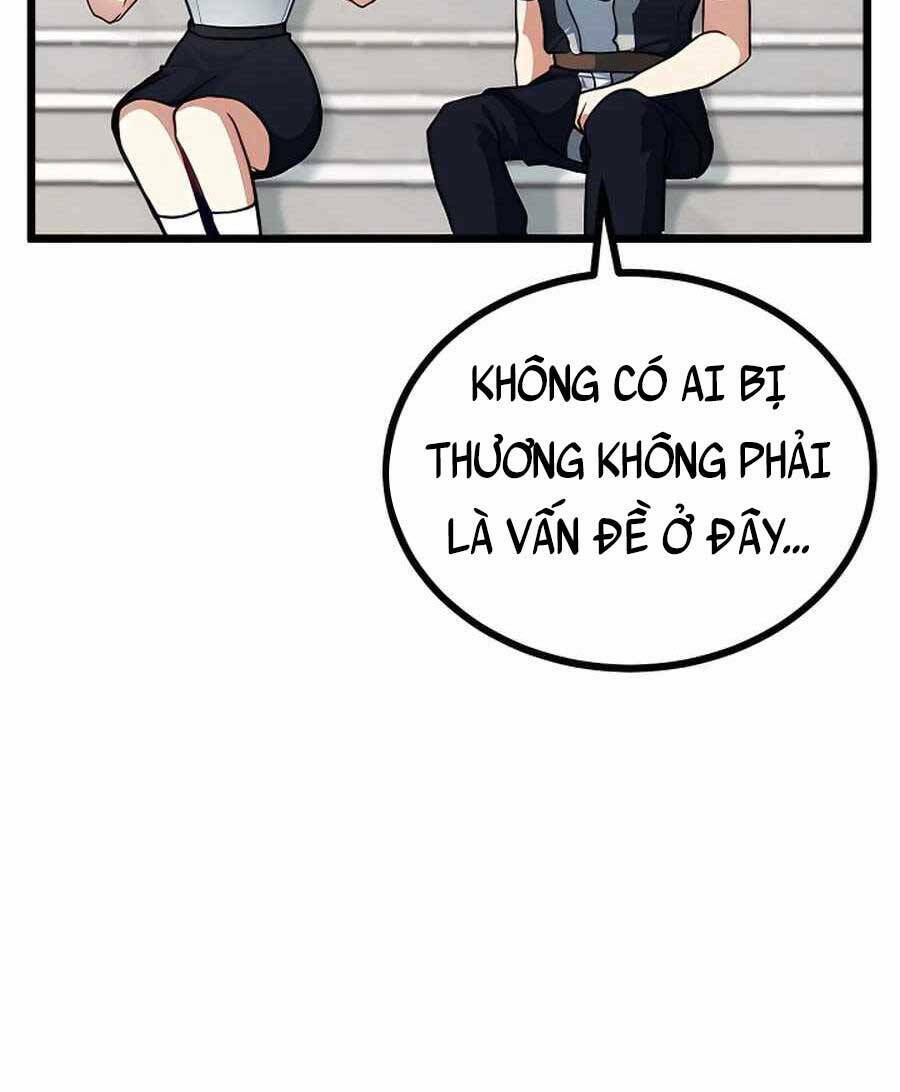 KHÔNG CÓ AI BỊ
THƯƠNG KHÔNG PHẢI
LÀ VẤN ĐỀ Ở ĐÂY...